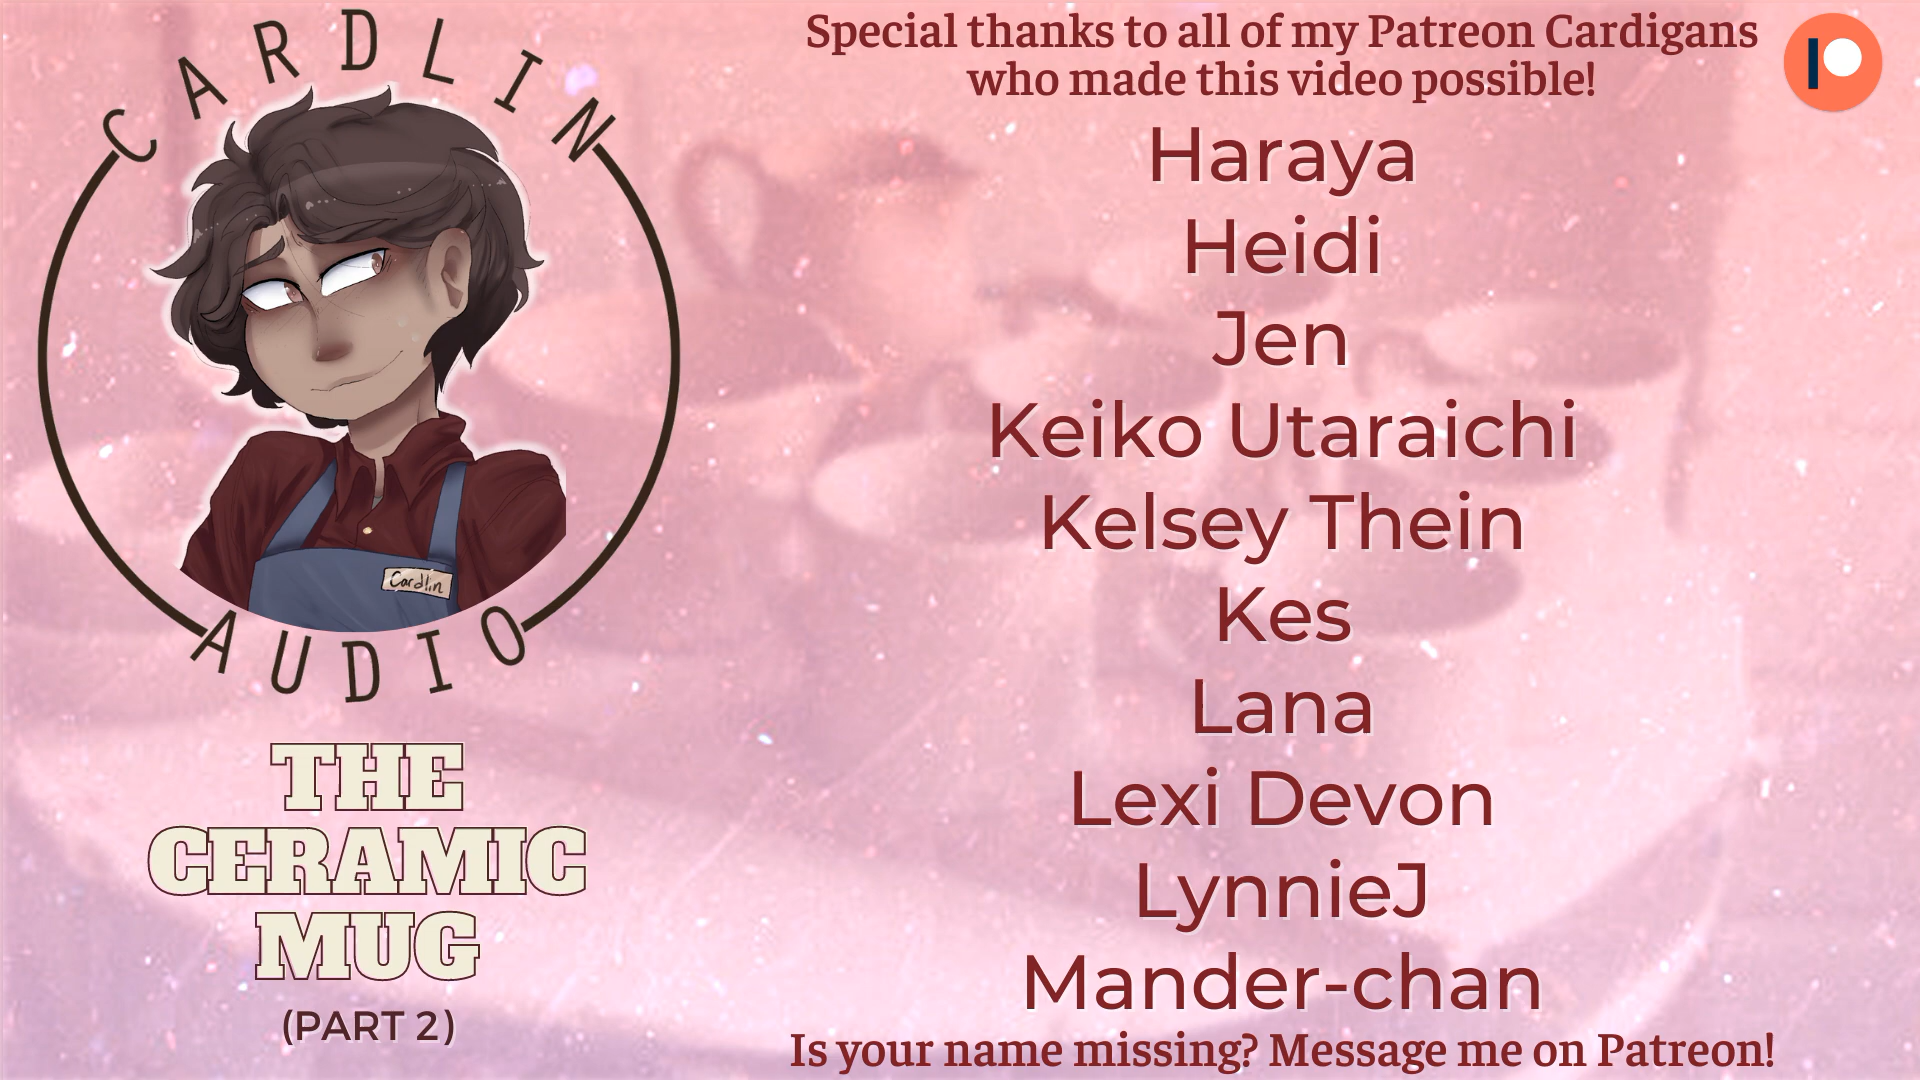 CARDLIN
Cardlin
AUDIO
THE
CERAMIC
MUG
(PART 2)
Special thanks to all of my Patreon Cardigans
who made this video possible!
Haraya
Heidi
Jen
Keiko Utaraichi
Kelsey Thein
Kes
Lana
Lexi Devon
LynnieJ
Mander-chan
Is your name missing? Message me on Patreon!